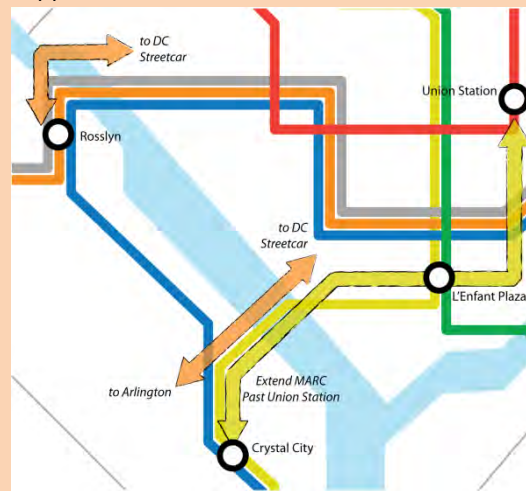 to DC
Streetcar
Union Station
Rosslyn
to DC
Streetcar
L'Enfant Plaza
to Arlington
Extend MARC
Past Union Station
Crystal City